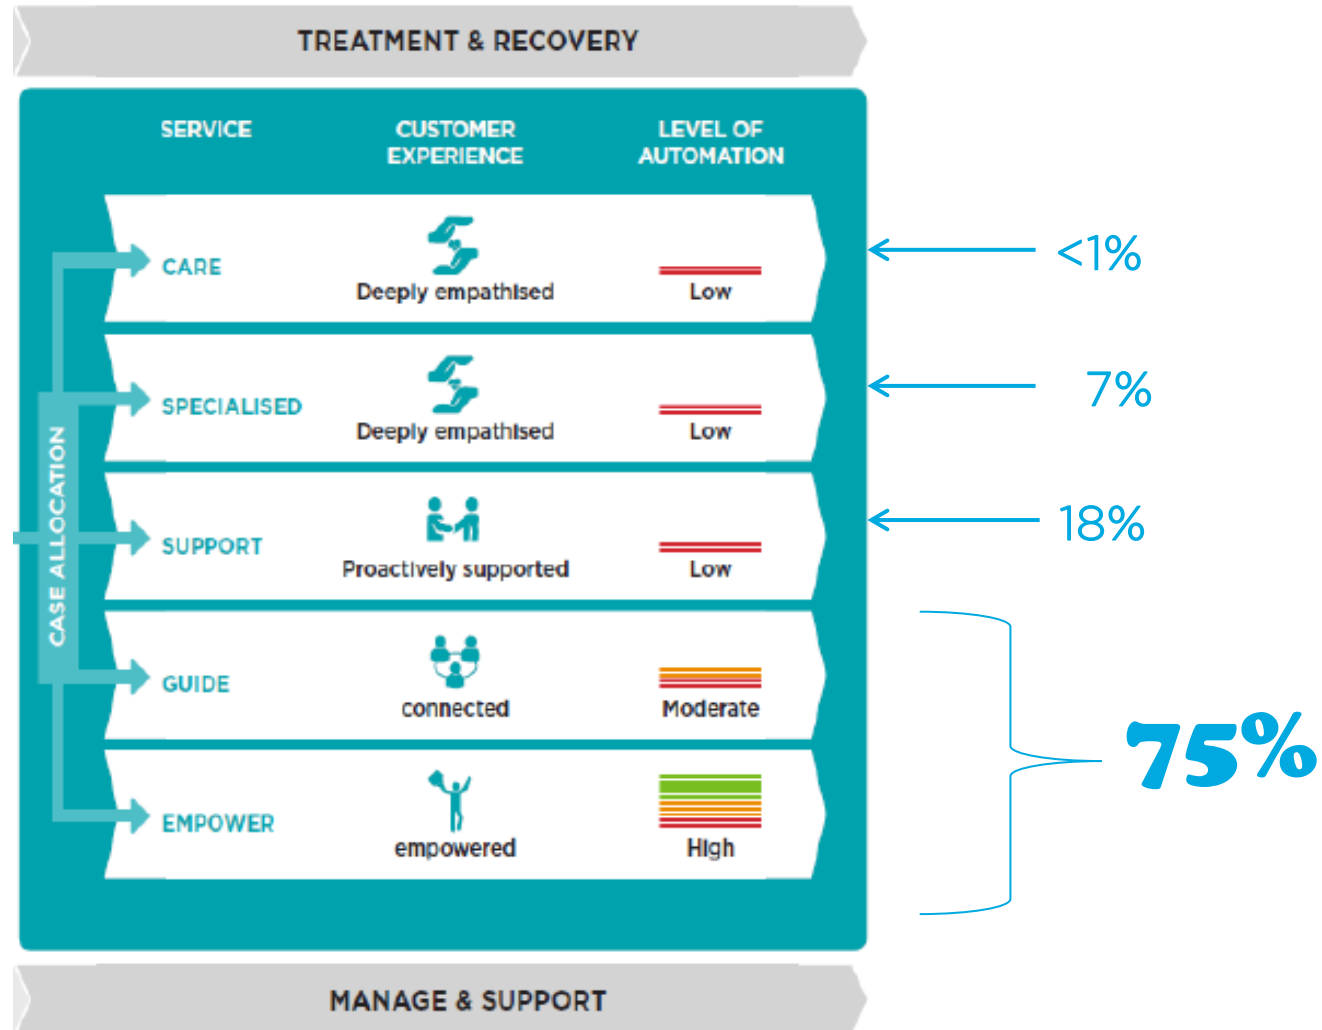 TREATMENT & RECOVERY
SERVICE
CUSTOMER
EXPERIENCE
LEVEL OF
AUTOMATION
CASE ALLOCATION
CARE
Deeply empathised
Low
<1%
SPECIALISED
Deeply empathised
Low
7%
SUPPORT
Proactively supported
Low
18%
GUIDE
connected
Moderate
EMPOWER
empowered
High
75%
MANAGE & SUPPORT